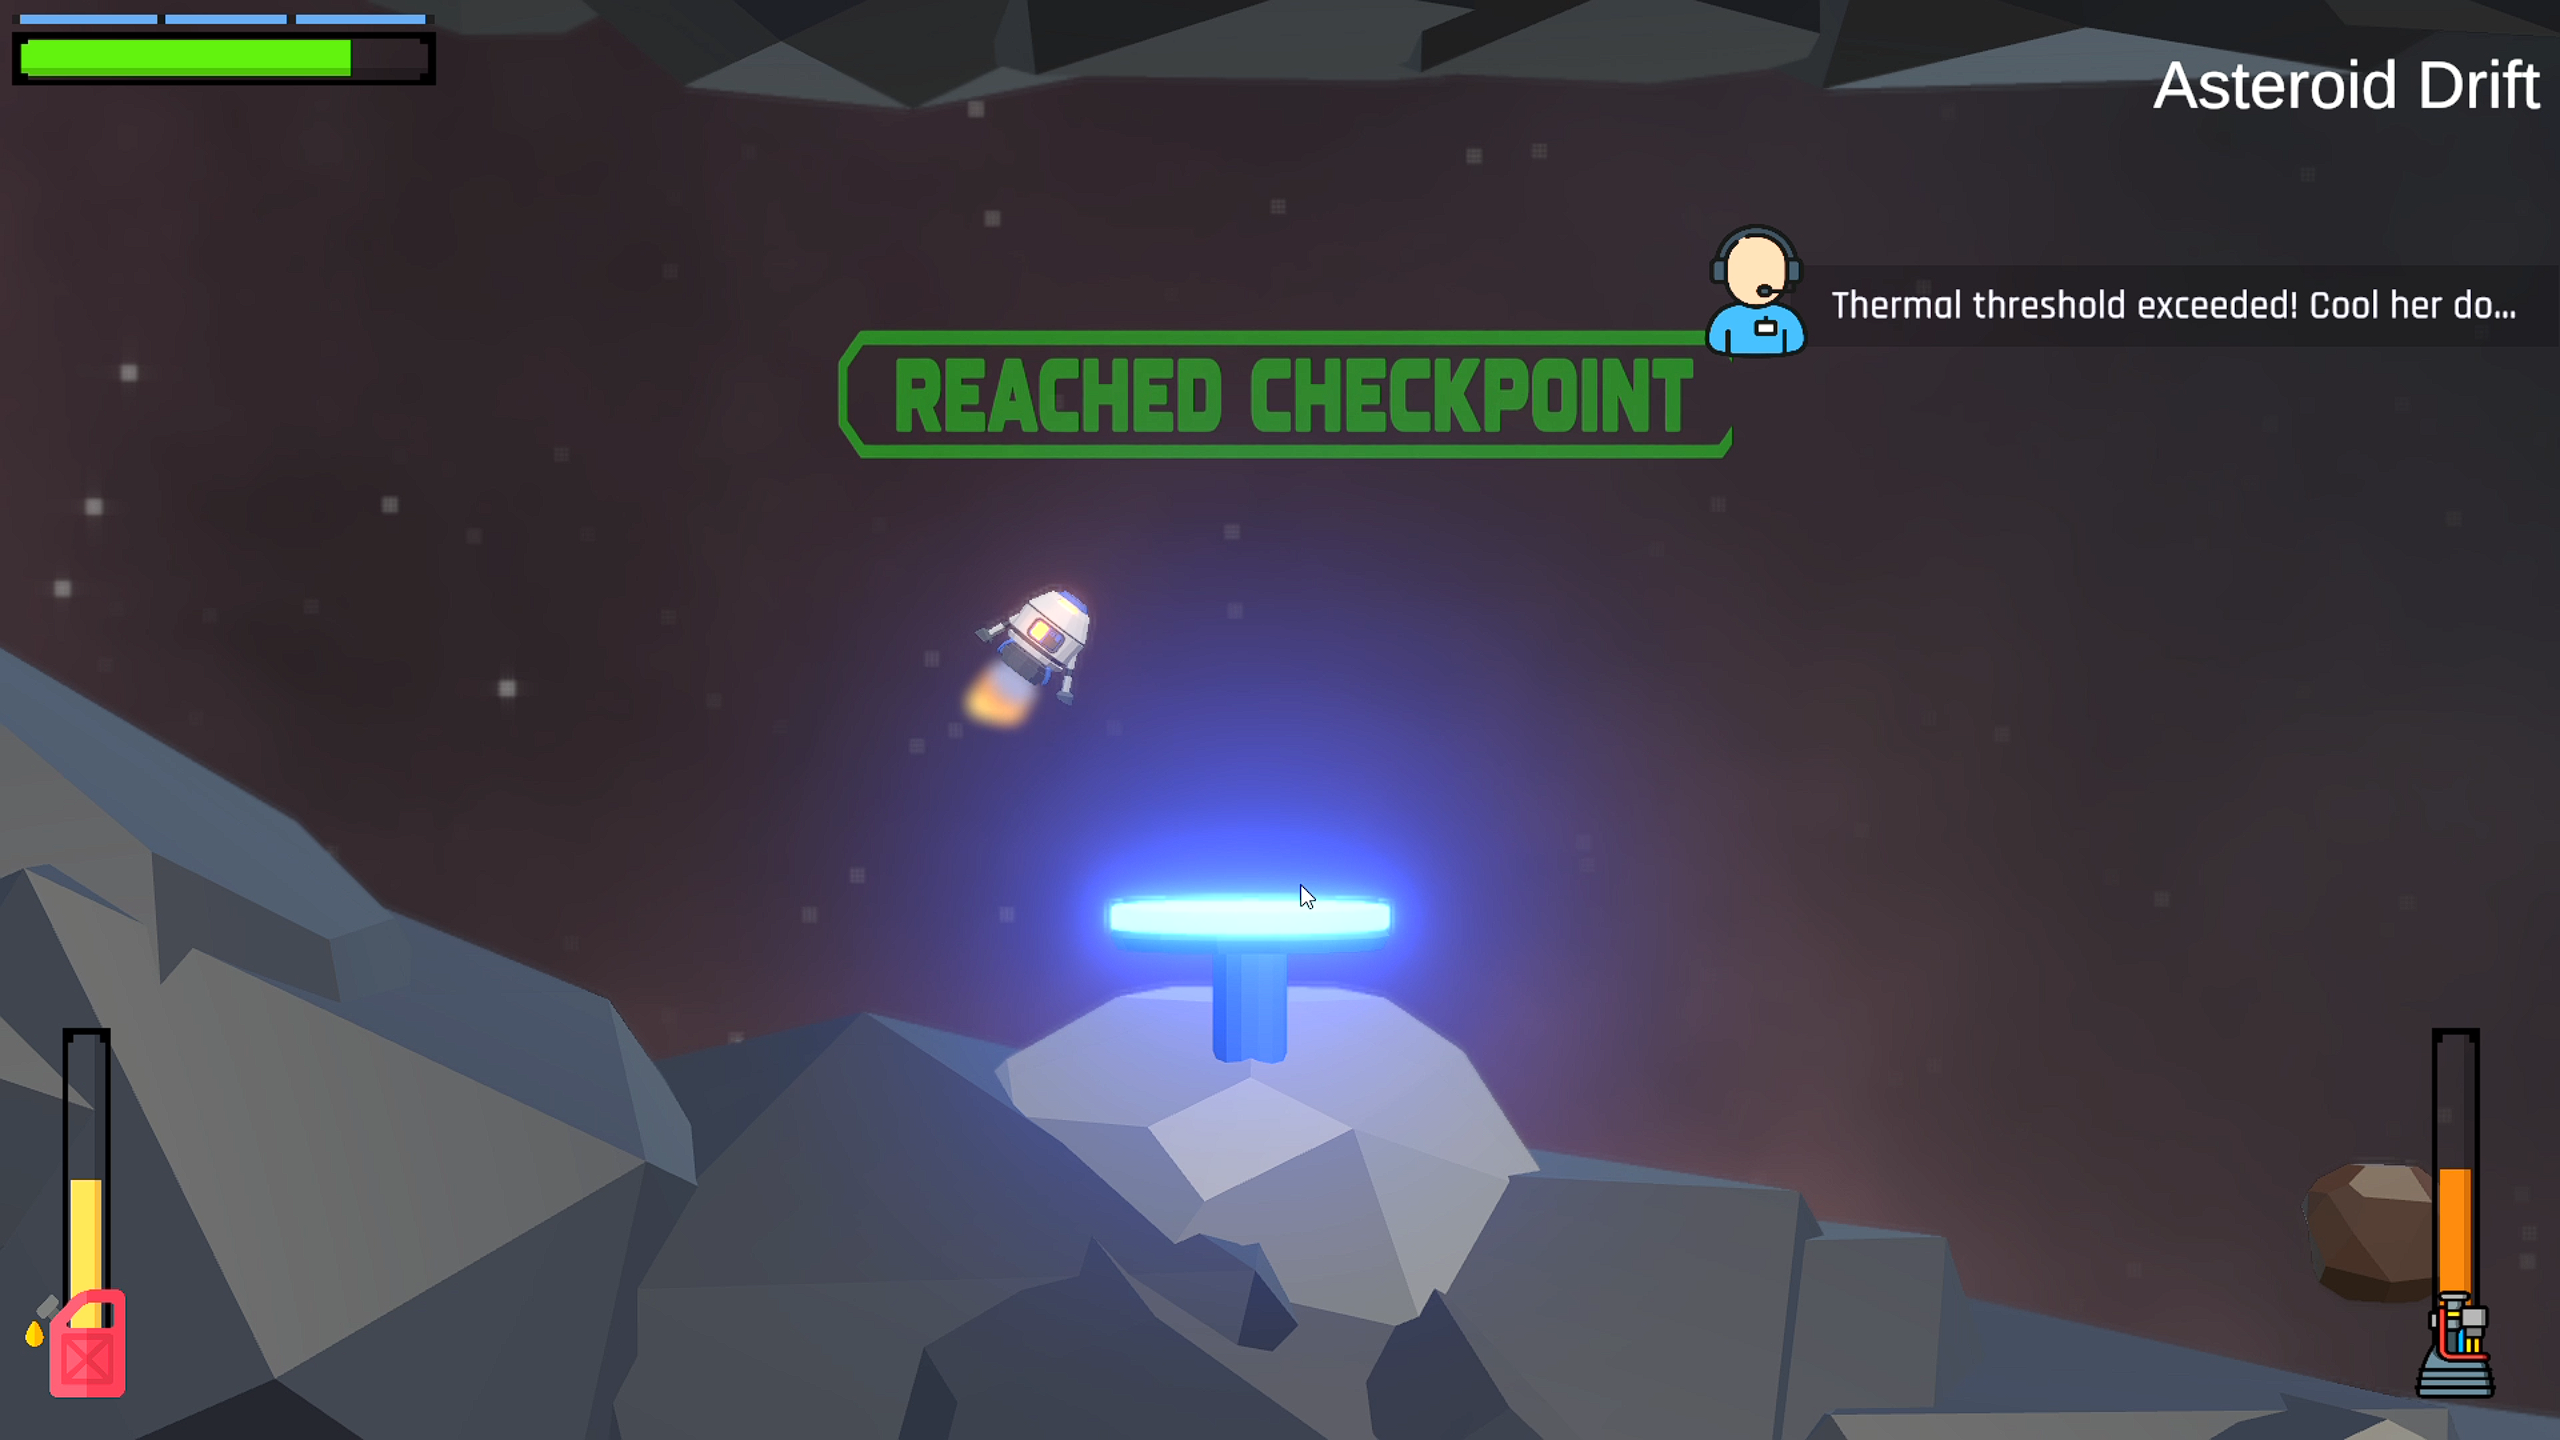 Asteroid Drift
Thermal threshold exceeded! Cool her do...
REACHED CHECKPOINT